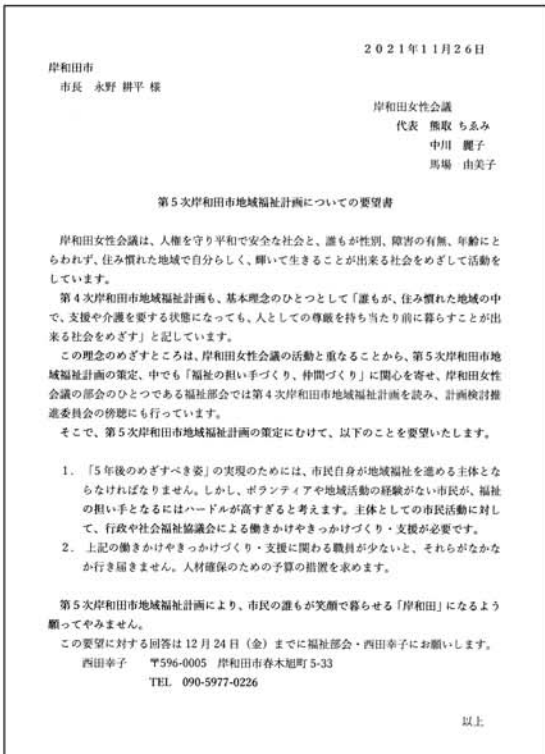 2021年11月26日
岸和田市
市長 永野 耕平 様
岸和田女性会議
代表 熊取 ちゑみ
中川 麗子
馬場 由美子
第5次岸和田市地域福祉計画についての要望書
岸和田女性会議は、人権を守り平和で安全な社会と、誰もが性別、障害の有無、年齢にと
らわれず、住み慣れた地域で自分らしく、輝いて生きることが出来る社会をめざして活動を
しています。
第4次岸和田市地域福祉計画も、基本理念のひとつとして「誰もが、住み慣れた地域の中
で、支援や介護を要する状態になっても、人としての尊厳を持ち当たり前に暮らすことが出
来る社会をめざす」と記しています。
この理念のめざすところは、岸和田女性会議の活動と重なることから、第5次岸和田市地
域福祉計画の策定、中でも「福祉の担い手づくり、仲間づくり」に関心を寄せ、岸和田女性
会議の部会のひとつである福祉部会では第4次岸和田市地域福祉計画を読み、計画検討推
進委員会の傍聴にも行っています。
そこで、第5次岸和田市地域福祉計画の策定にむけて、以下のことを要望いたします。
1. 「5年後のめざすべき姿」の実現のためには、市民自身が地域福祉を進める主体とな
らなければなりません。しかし、ボランティアや地域活動の経験がない市民が、福祉
の担い手となるにはハードルが高すぎると考えます。主体としての市民活動に対し
て、行政や社会福祉協議会による働きかけやきっかけづくり・支援が必要です。
2. 上記の働きかけやきっかけづくり・支援に関わる職員が少ないと、それらがなかな
か行き届きません。人材確保のための予算の措置を求めます。
第5次岸和田市地域福祉計画により、市民の誰もが笑顔で暮らせる「岸和田」になるよう
願ってやみません。
この要望に対する回答は12月24日（金）までに福祉部会・西田幸子にお願いします。
西田幸子 〒596-0005 岸和田市春木旭町5-33
TEL 090-5977-0226
以上